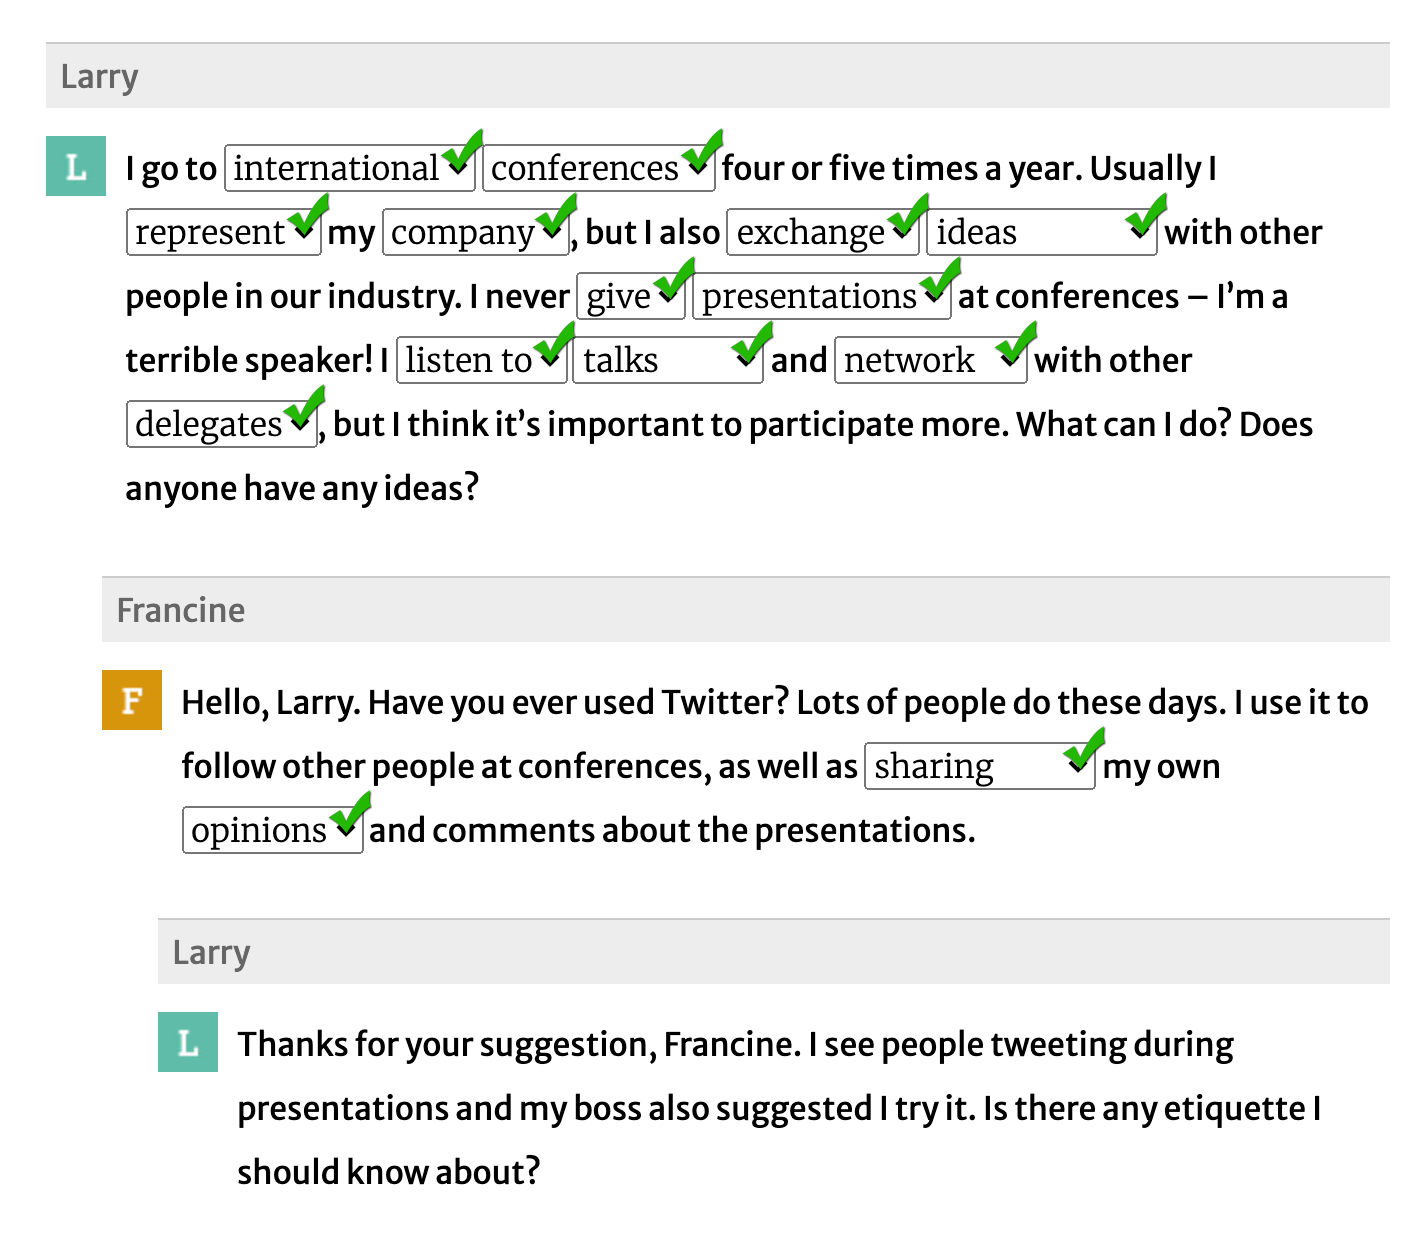 Larry
L I go to international conferences four or five times a year. Usually I
represent my company, but I also exchange ideas with other
people in our industry. I never give presentations at conferences – I’m a
terrible speaker! I listen to talks and network with other
delegates, but I think it’s important to participate more. What can I do? Does
anyone have any ideas?
Francine
F Hello, Larry. Have you ever used Twitter? Lots of people do these days. I use it to
follow other people at conferences, as well as sharing my own
opinions and comments about the presentations.
Larry
L Thanks for your suggestion, Francine. I see people tweeting during
presentations and my boss also suggested I try it. Is there any etiquette I
should know about?